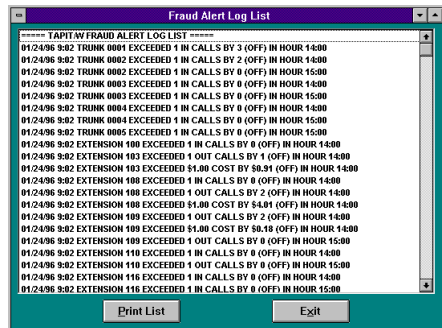 Fraud Alert Log List
===== TAPIT/W FRAUD ALERT LOG LIST =====
01/24/96 9:02 TRUNK 0001 EXCEEDED 1 IN CALLS BY 3 (OFF) IN HOUR 14:00
01/24/96 9:02 TRUNK 0002 EXCEEDED 1 IN CALLS BY 2 (OFF) IN HOUR 14:00
01/24/96 9:02 TRUNK 0002 EXCEEDED 1 IN CALLS BY 0 (OFF) IN HOUR 15:00
01/24/96 9:02 TRUNK 0003 EXCEEDED 1 IN CALLS BY 0 (OFF) IN HOUR 14:00
01/24/96 9:02 TRUNK 0003 EXCEEDED 1 IN CALLS BY 0 (OFF) IN HOUR 15:00
01/24/96 9:02 TRUNK 0004 EXCEEDED 1 IN CALLS BY 0 (OFF) IN HOUR 14:00
01/24/96 9:02 TRUNK 0004 EXCEEDED 1 IN CALLS BY 0 (OFF) IN HOUR 15:00
01/24/96 9:02 TRUNK 0005 EXCEEDED 1 IN CALLS BY 0 (OFF) IN HOUR 15:00
01/24/96 9:02 EXTENSION 100 EXCEEDED 1 IN CALLS BY 0 (OFF) IN HOUR 14:00
01/24/96 9:02 EXTENSION 103 EXCEEDED 1 OUT CALLS BY 1 (OFF) IN HOUR 14:00
01/24/96 9:02 EXTENSION 103 EXCEEDED $1.00 COST BY $0.91 (OFF) IN HOUR 14:00
01/24/96 9:02 EXTENSION 108 EXCEEDED 1 IN CALLS BY 0 (OFF) IN HOUR 14:00
01/24/96 9:02 EXTENSION 108 EXCEEDED 1 OUT CALLS BY 2 (OFF) IN HOUR 14:00
01/24/96 9:02 EXTENSION 108 EXCEEDED $1.00 COST BY $4.01 (OFF) IN HOUR 14:00
01/24/96 9:02 EXTENSION 109 EXCEEDED 1 OUT CALLS BY 2 (OFF) IN HOUR 14:00
01/24/96 9:02 EXTENSION 109 EXCEEDED $1.00 COST BY $0.18 (OFF) IN HOUR 14:00
01/24/96 9:02 EXTENSION 109 EXCEEDED 1 OUT CALLS BY 0 (OFF) IN HOUR 15:00
01/24/96 9:02 EXTENSION 110 EXCEEDED 1 IN CALLS BY 0 (OFF) IN HOUR 14:00
01/24/96 9:02 EXTENSION 110 EXCEEDED 1 OUT CALLS BY 0 (OFF) IN HOUR 15:00
01/24/96 9:02 EXTENSION 116 EXCEEDED 1 IN CALLS BY 0 (OFF) IN HOUR 14:00
01/24/96 9:02 EXTENSION 116 EXCEEDED 1 IN CALLS BY 0 (OFF) IN HOUR 15:00
Print List
Exit